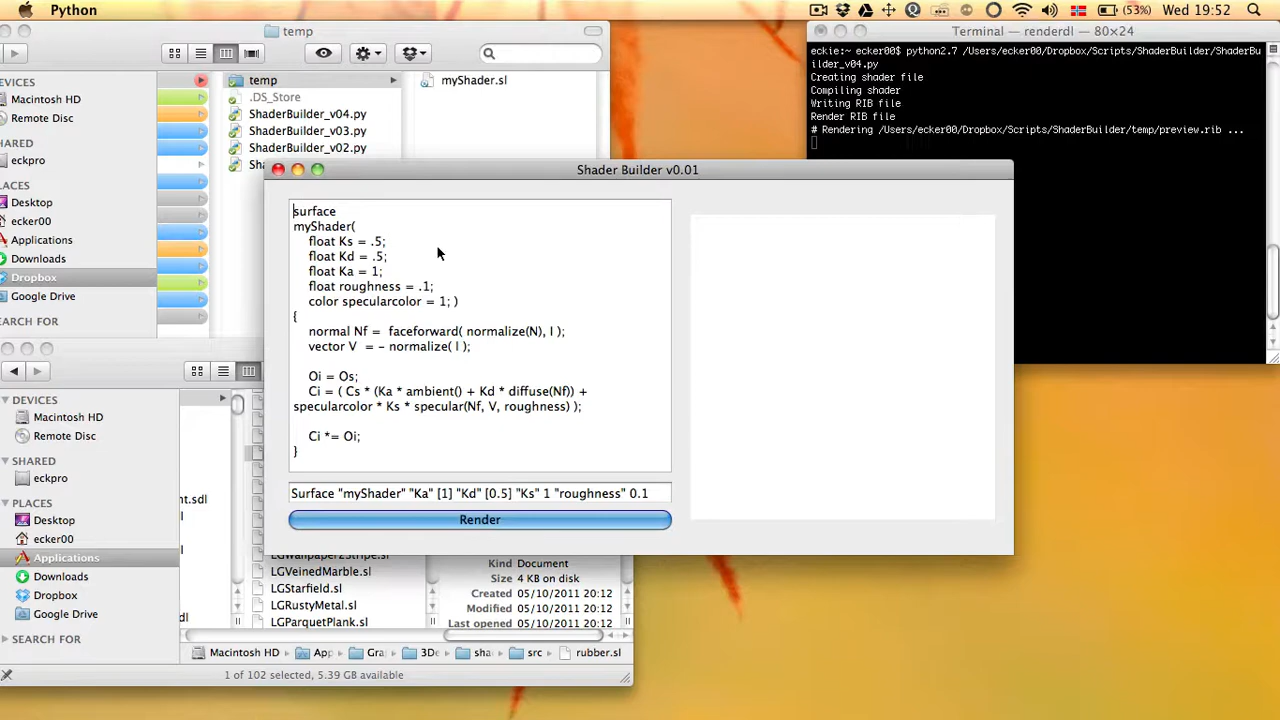 Python
(53%) Wed 19:52
temp
DEVICES
Macintosh HD
Remote Disc
SHARED
eckpro
PLACES
Desktop
ecker00
Applications
Downloads
Dropbox
Google Drive
SEARCH FOR
temp
.DS_Store
ShaderBuilder_v04.py
ShaderBuilder_v03.py
ShaderBuilder_v02.py
myShader.sl
Terminal — renderdl — 80×24
eckie:~ ecker00$ python2.7 /Users/ecker00/Dropbox/Scripts/ShaderBuilder/ShaderBu
ilder_v04.py
Creating shader file
Compiling shader
Writing RIB file
Render RIB file
# Rendering /Users/ecker00/Dropbox/Scripts/ShaderBuilder/temp/preview.rib ...
Shader Builder v0.01
surface
myShader(
float Ks = .5;
float Kd = .5;
float Ka = 1;
float roughness = .1;
color specularcolor = 1; )
{
normal Nf = faceforward( normalize(N), I );
vector V = - normalize( I );
Oi = Os;
Ci = ( Cs * (Ka * ambient() + Kd * diffuse(Nf)) +
specularcolor * Ks * specular(Nf, V, roughness) );
Ci *= Oi;
}
Surface "myShader" "Ka" [1] "Kd" [0.5] "Ks" 1 "roughness" 0.1
Render
DEVICES
Macintosh HD
Remote Disc
SHARED
eckpro
PLACES
Desktop
ecker00
Applications
Downloads
Dropbox
Google Drive
SEARCH FOR
nt.sdl
dl
LGVeinedMarble.sl
LGStarfield.sl
LGRustyMetal.sl
LGParquetPlank.sl
Kind Document
Size 4 KB on disk
Created 05/10/2011 20:12
Modified 05/10/2011 20:12
Last opened 05/10/2011 20:12
Macintosh HD App Gra 3De sha src rubber.sl
1 of 102 selected, 5.39 GB available